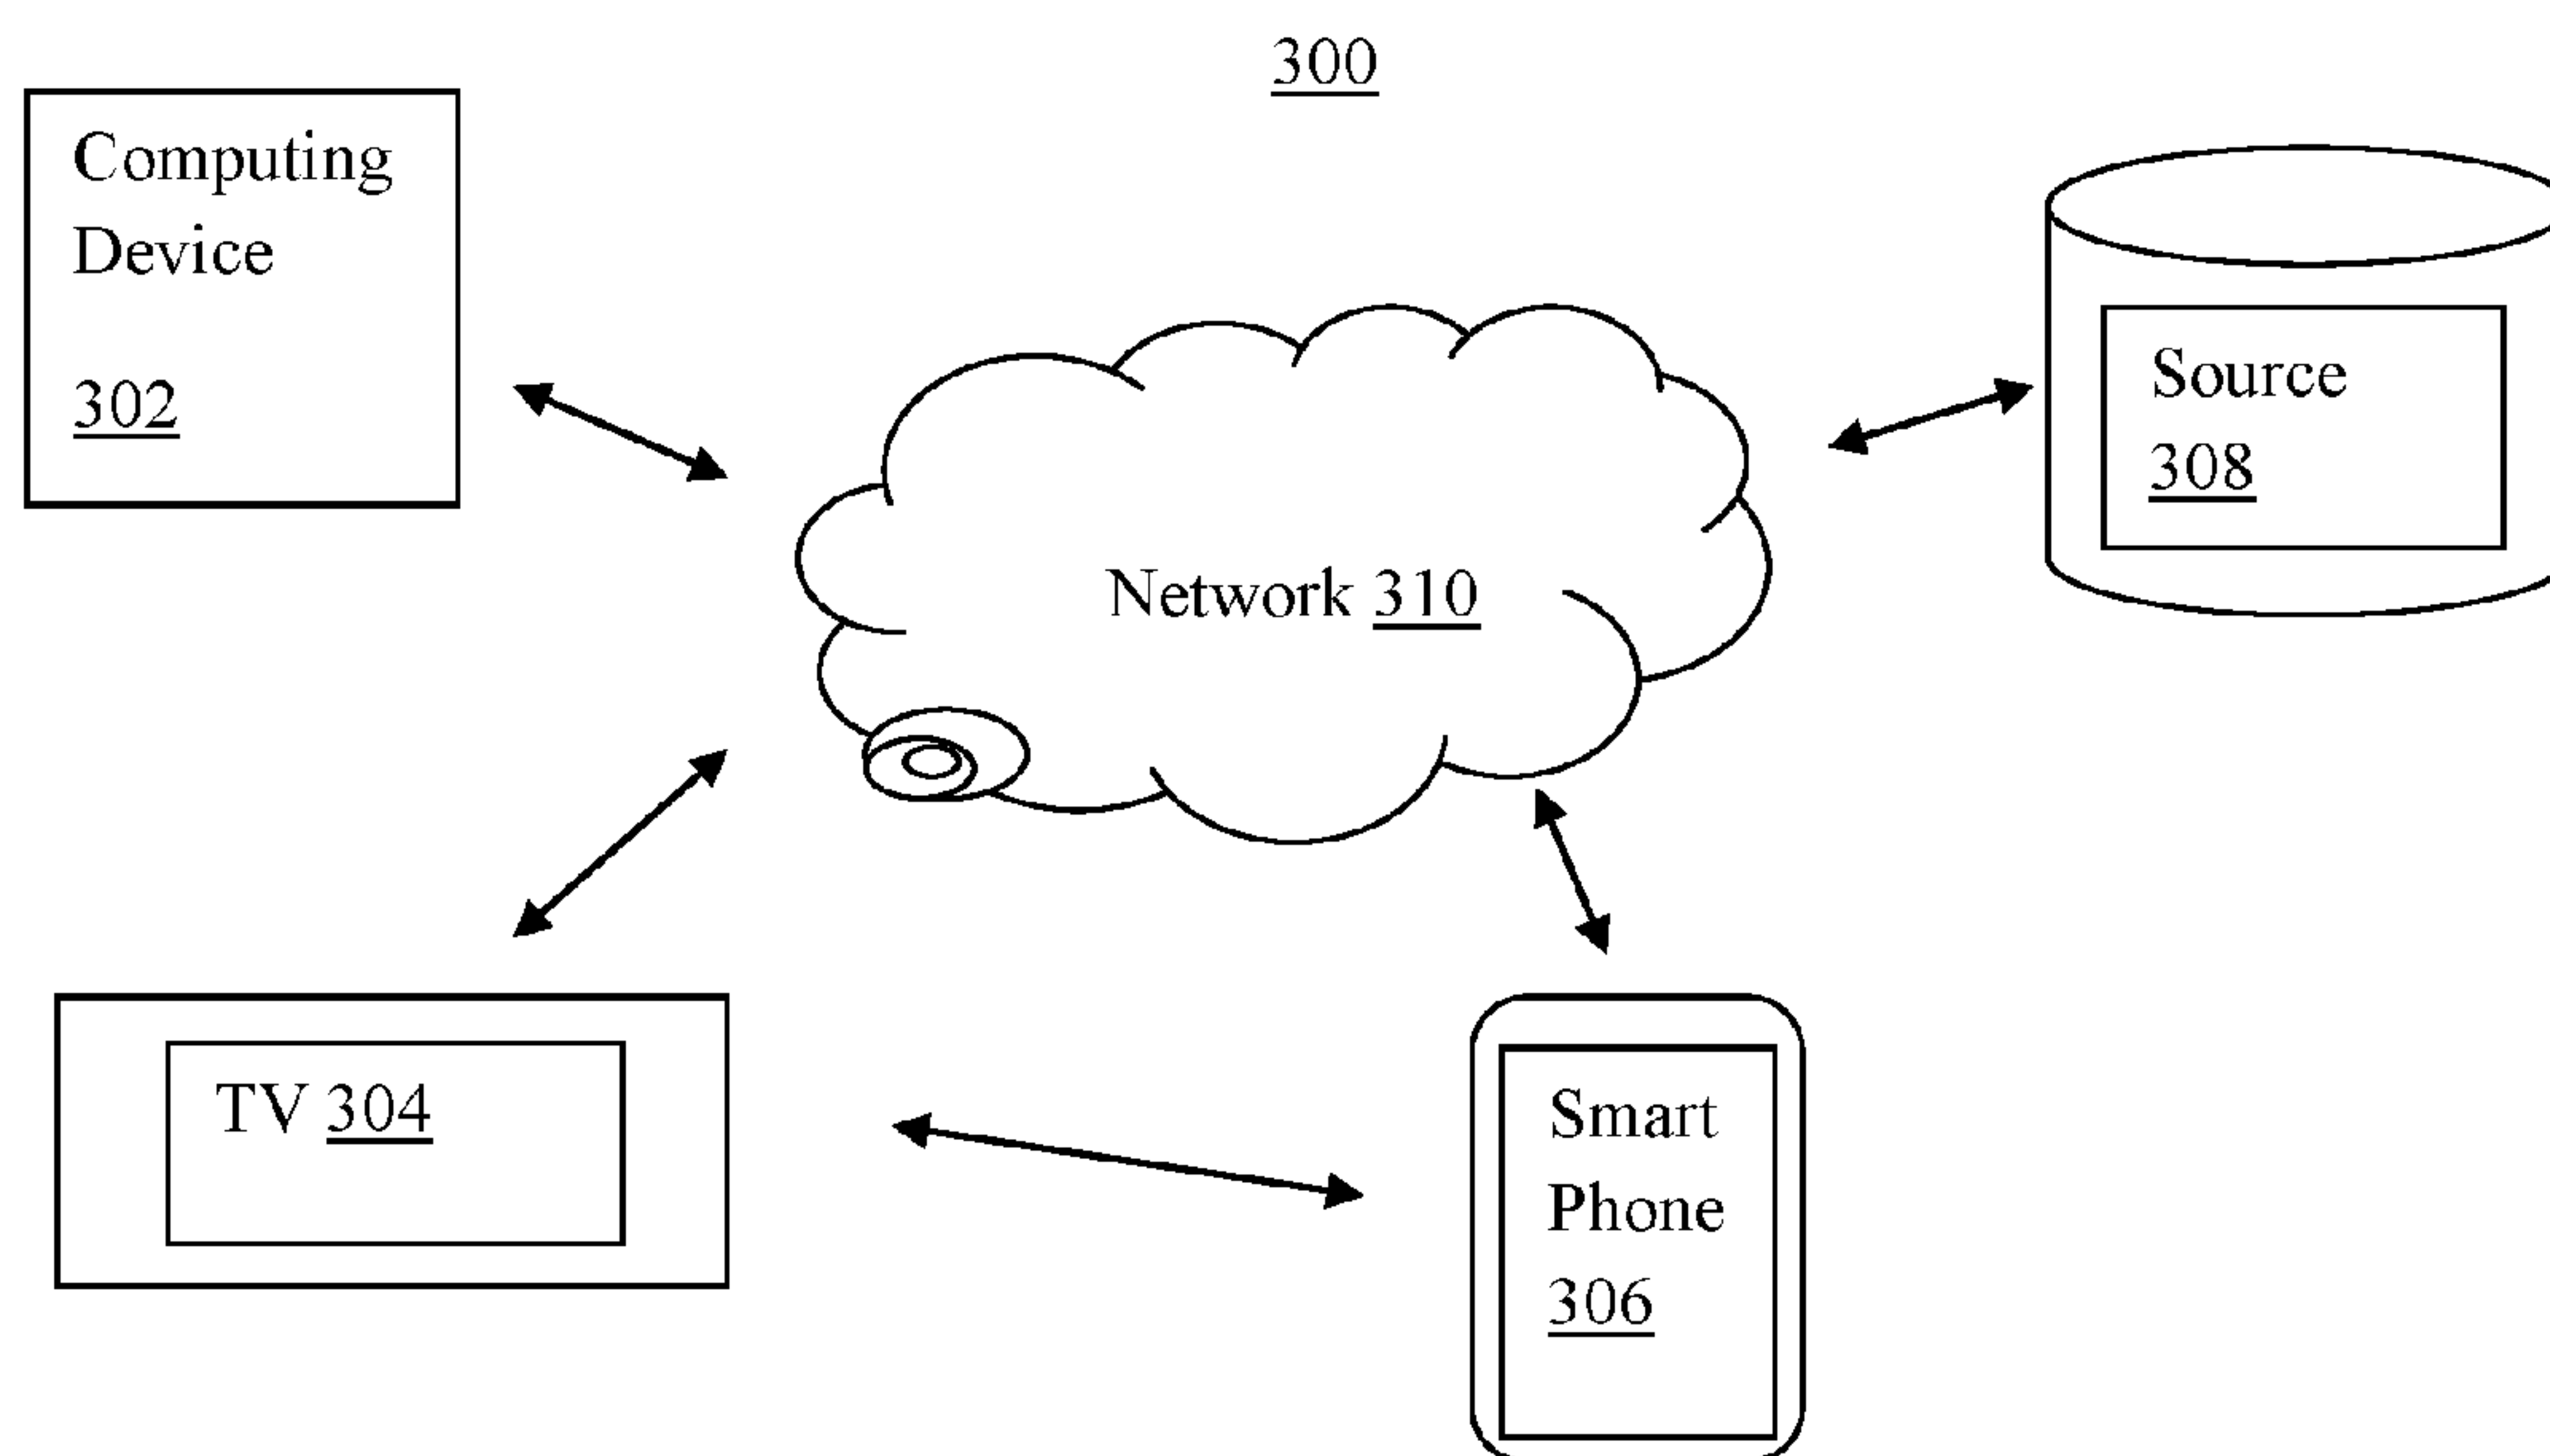 300
Computing
Device
302
Source
308
Network 310
TV 304
Smart
Phone
306